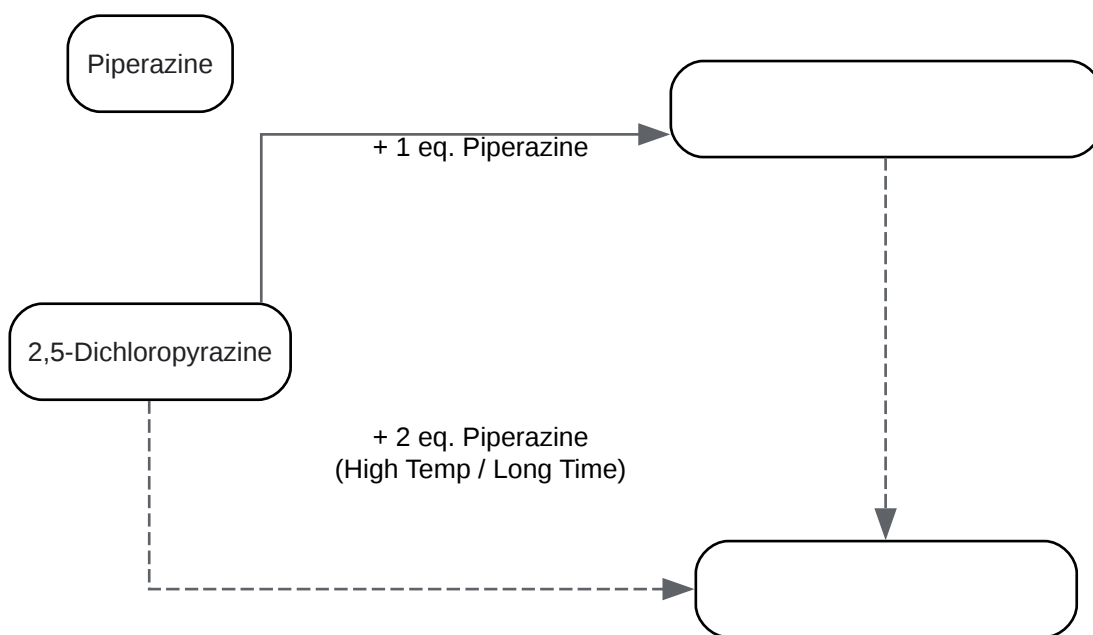 Piperazine
+ 1 eq. Piperazine
2,5-Dichloropyrazine
+ 2 eq. Piperazine
(High Temp / Long Time)